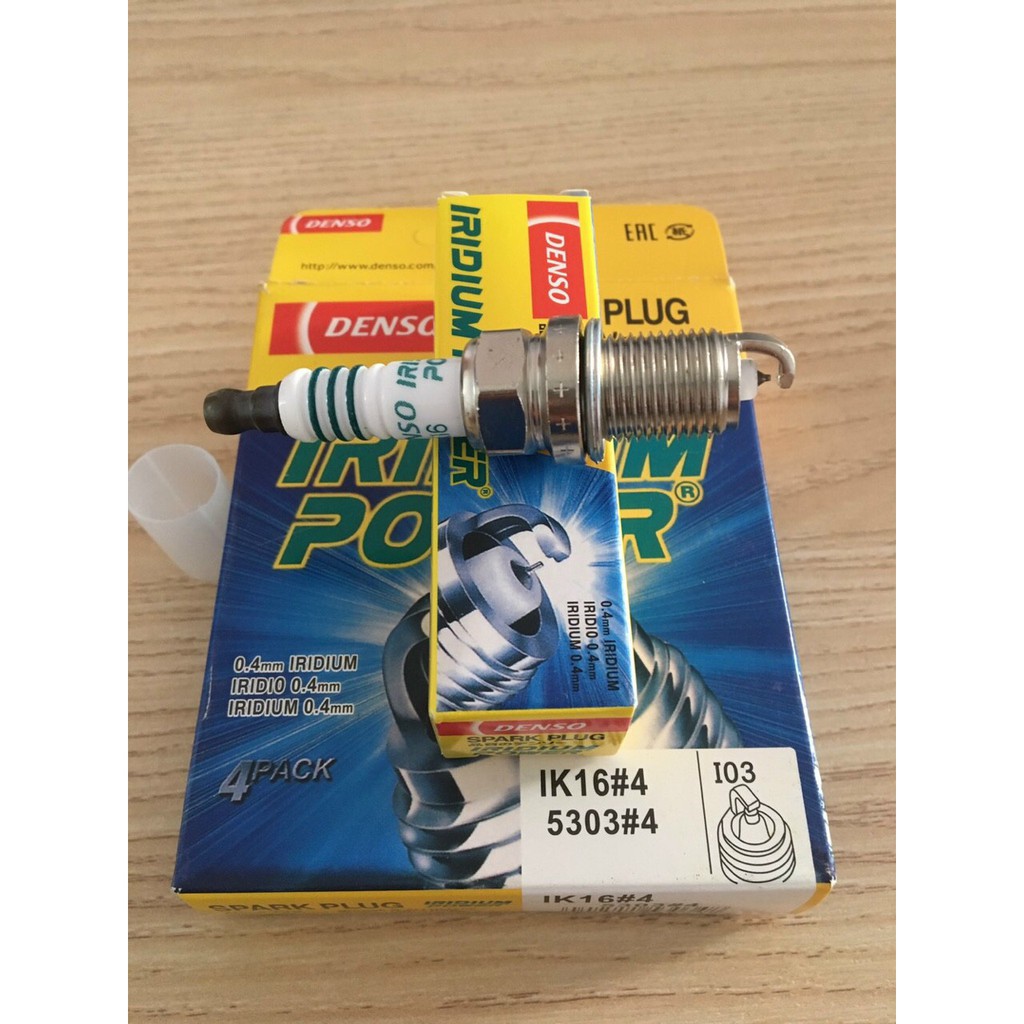 DENSO
http://www.denso.com
EAC
DENSO
PLUG
IRIDIUM
POWER®
0.4mm IRIDIUM
IRIDIO 0.4mm
IRIDIUM 0.4mm
4PACK
IRIDIUM
DENSO
0.4mm IRIDIUM
IRIDIO 0.4mm
IRIDIUM 0.4mm
DENSO
SPARK PLUG
IRIDIUM
IK16#4
5303#4
I03
SPARK PLUG
IRIDIUM
IK16#4